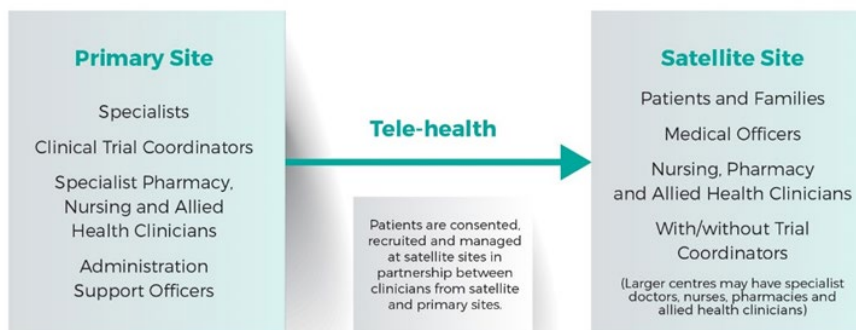 Primary Site
Specialists
Clinical Trial Coordinators
Specialist Pharmacy,
Nursing and Allied
Health Clinicians
Administration
Support Officers
Tele-health
Patients are consented,
recruited and managed
at satellite sites in
partnership between
clinicians from satellite
and primary sites.
Satellite Site
Patients and Families
Medical Officers
Nursing, Pharmacy
and Allied Health Clinicians
With/without Trial
Coordinators
(Larger centres may have specialist
doctors, nurses, pharmacies and
allied health clinicians)